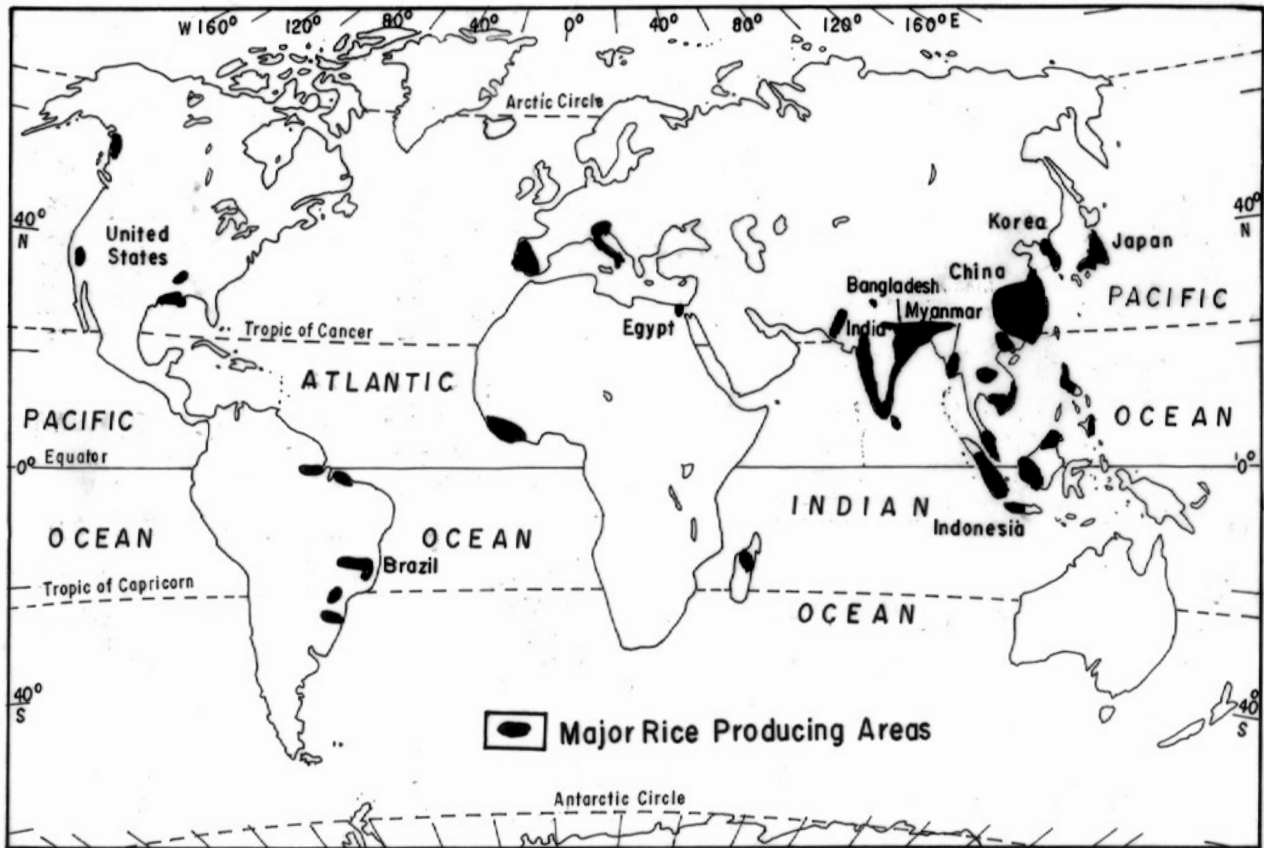 W 160° 120° 80° 40° 0° 40° 80° 120° 160° E
Arctic Circle
40°
N
40°
N
United
States
Korea
Japan
China
Bangladesh
Myanmar
PACIFIC
Egypt
India
Tropic of Cancer
ATLANTIC
PACIFIC
OCEAN
Equator
0°
0°
INDIAN
OCEAN
OCEAN
Indonesia
Brazil
Tropic of Capricorn
OCEAN
40°
S
40°
S
Major Rice Producing Areas
Antarctic Circle